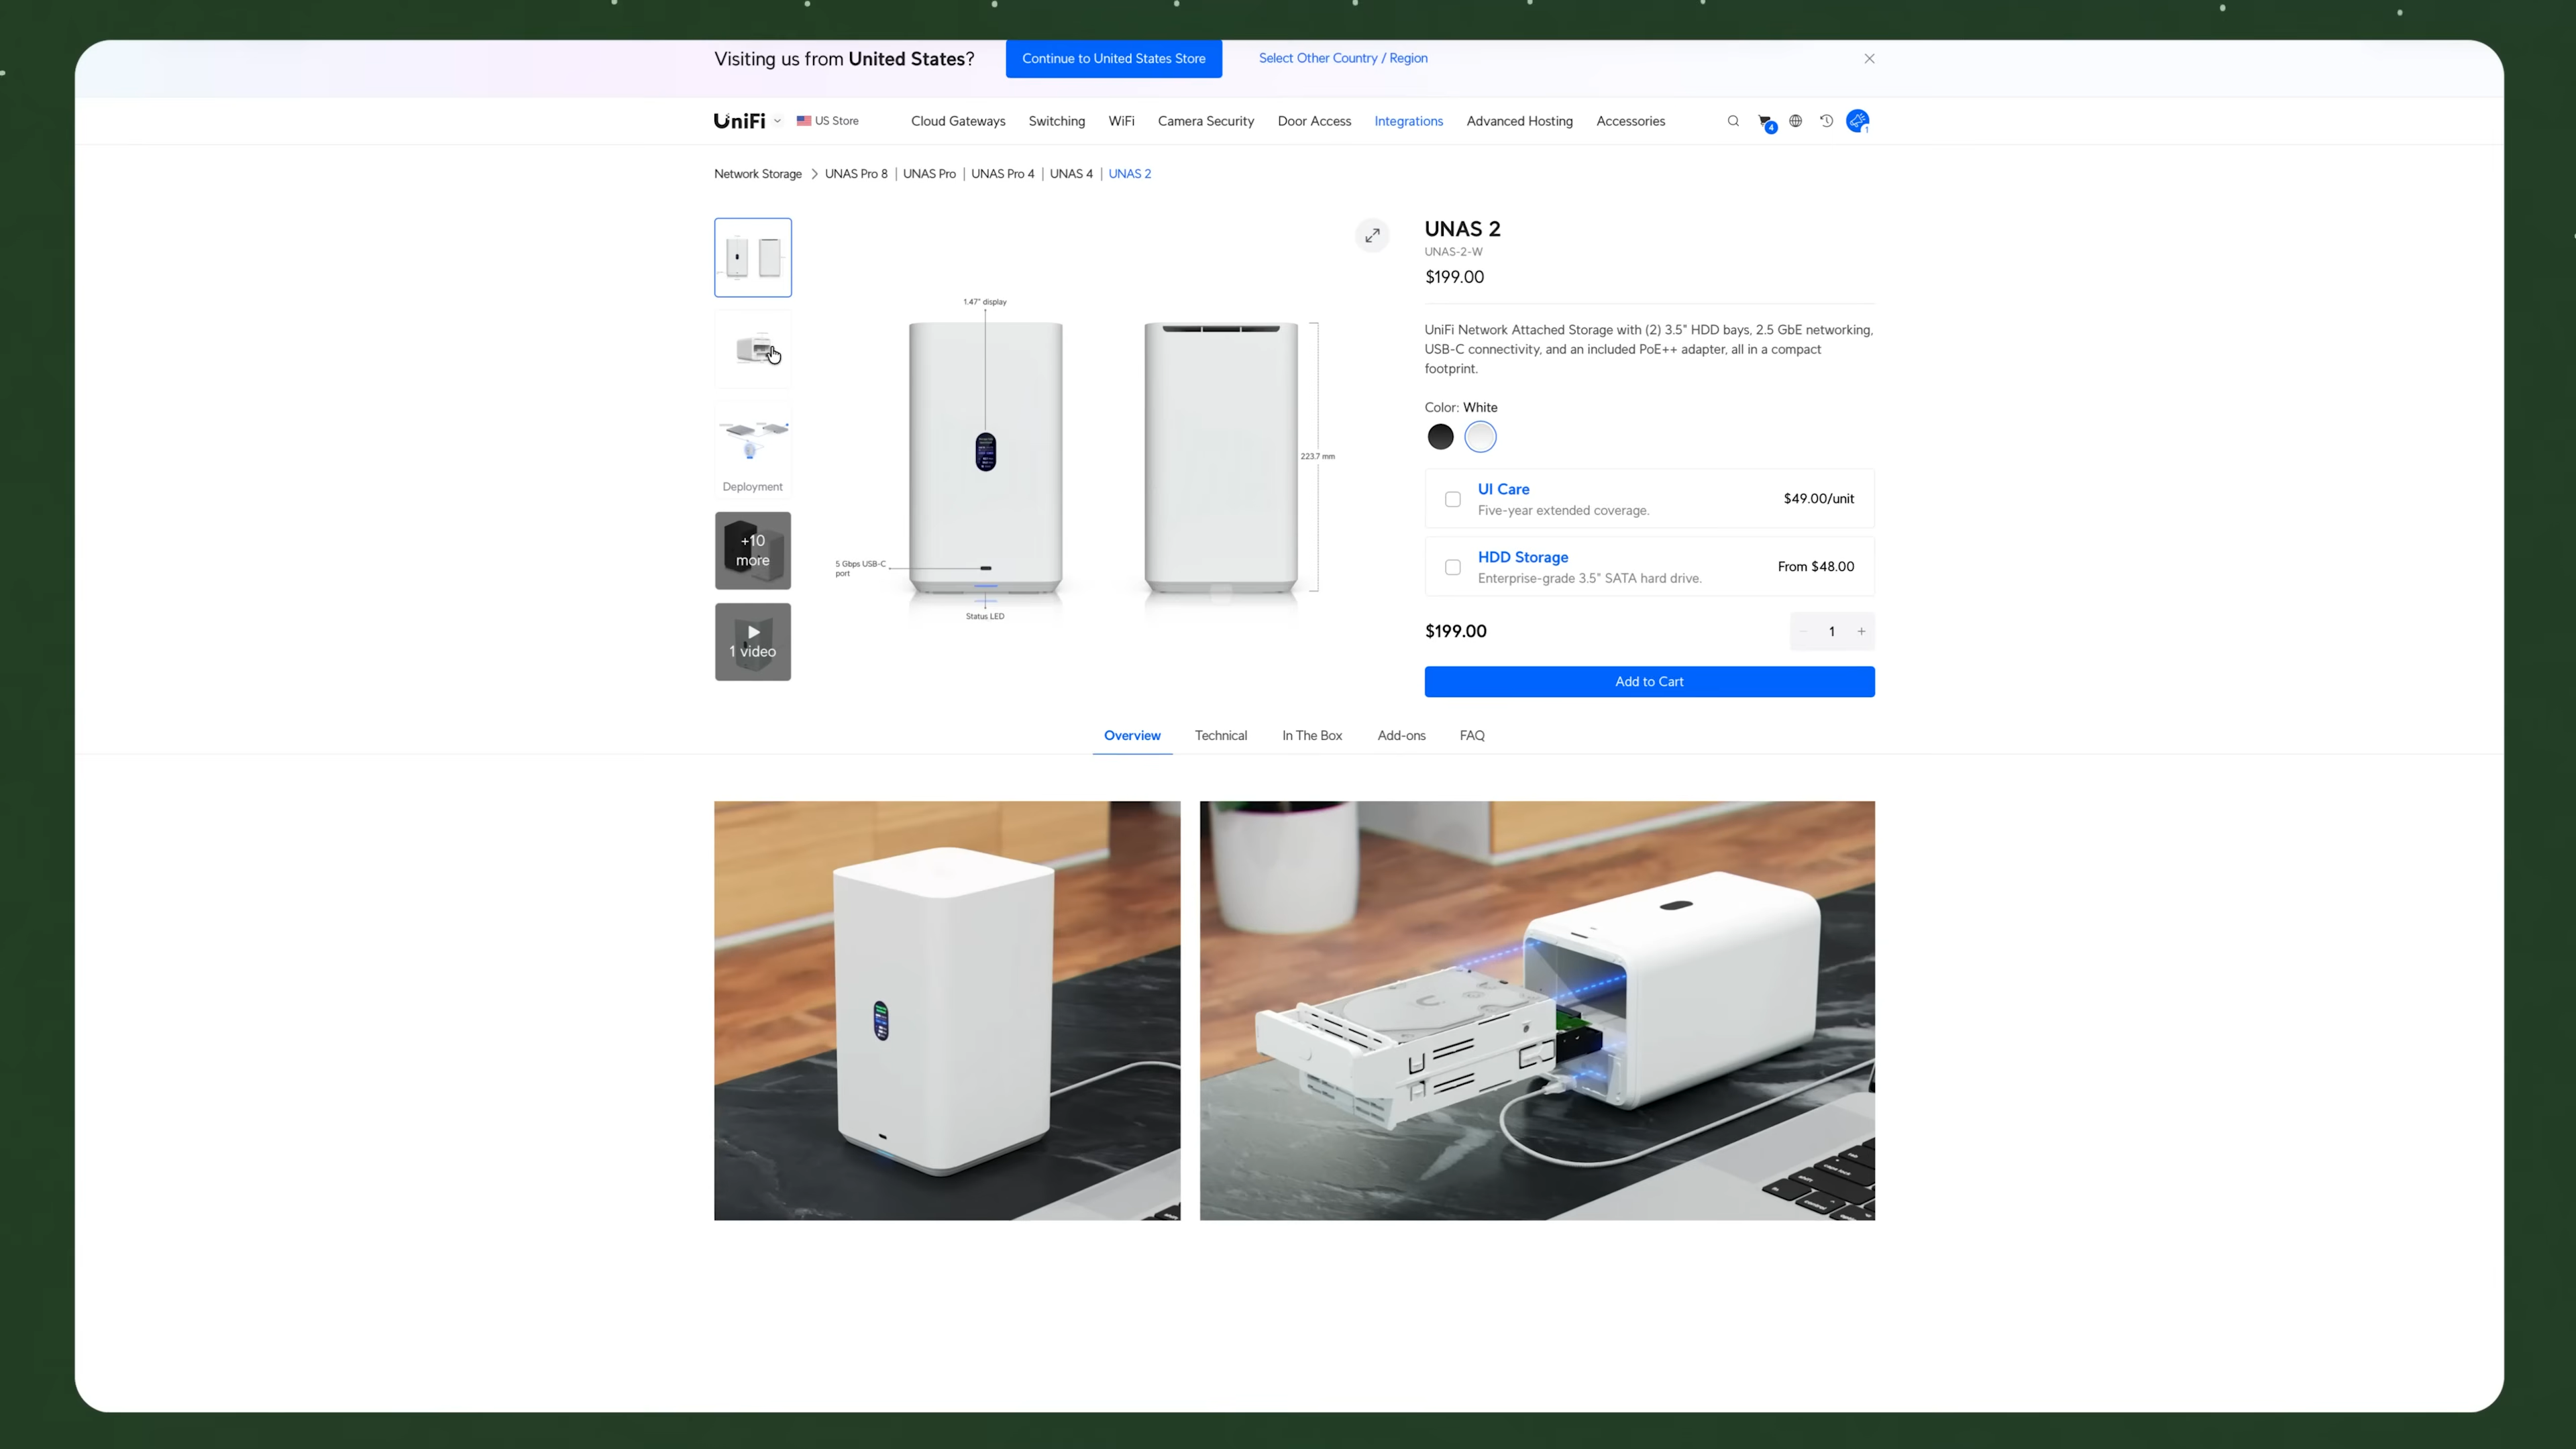 Visiting us from United States?
Continue to United States Store
Select Other Country / Region
UniFi
US Store
Cloud Gateways
Switching
WiFi
Camera Security
Door Access
Integrations
Advanced Hosting
Accessories
4
1
Network Storage > UNAS Pro 8 | UNAS Pro | UNAS Pro 4 | UNAS 4 | UNAS 2
Deployment
+10
more
1 video
1.47" display
223.7 mm
5 Gbps USB-C
port
Status LED
UNAS 2
UNAS-2-W
$199.00
UniFi Network Attached Storage with (2) 3.5" HDD bays, 2.5 GbE networking,
USB-C connectivity, and an included PoE++ adapter, all in a compact
footprint.
Color: White
UI Care
Five-year extended coverage.
$49.00/unit
HDD Storage
Enterprise-grade 3.5" SATA hard drive.
From $48.00
$199.00
− 1 +
Add to Cart
Overview
Technical
In The Box
Add-ons
FAQ